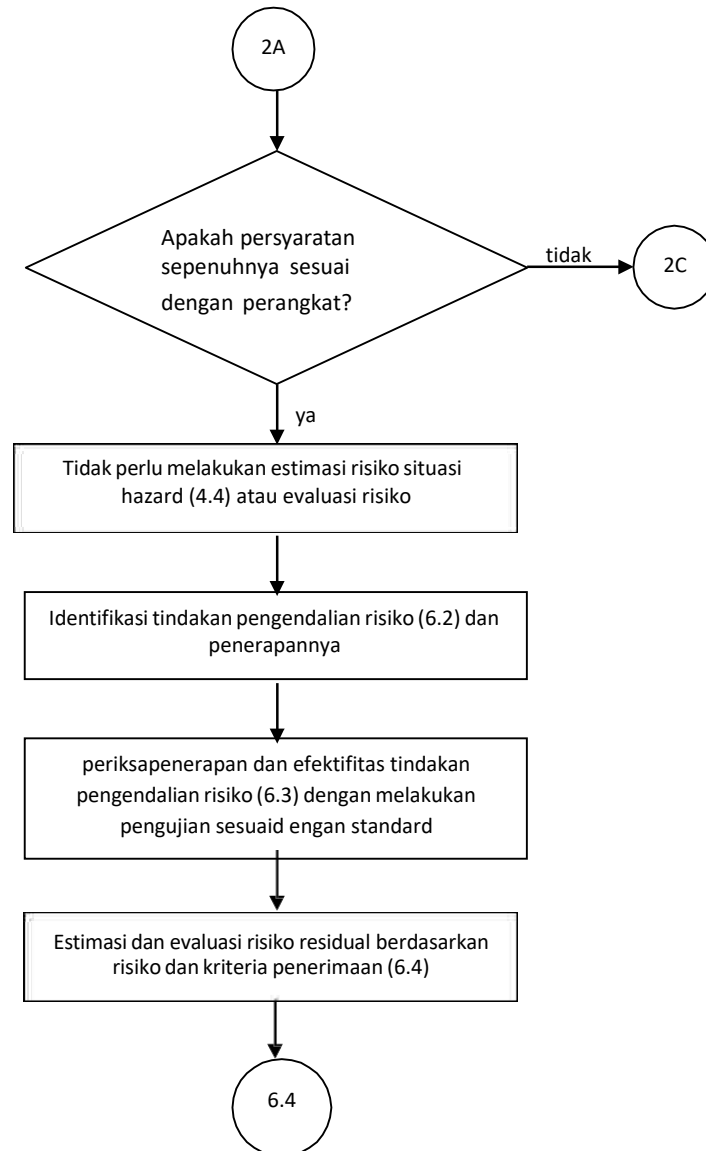 2A
Apakah persyaratan
sepenuhnya sesuai
dengan perangkat?
tidak
2C
ya
Tidak perlu melakukan estimasi risiko situasi
hazard (4.4) atau evaluasi risiko
Identifikasi tindakan pengendalian risiko (6.2) dan
penerapannya
periksapenerapan dan efektifitas tindakan
pengendalian risiko (6.3) dengan melakukan
pengujian sesuaid engan standard
Estimasi dan evaluasi risiko residual berdasarkan
risiko dan kriteria penerimaan (6.4)
6.4